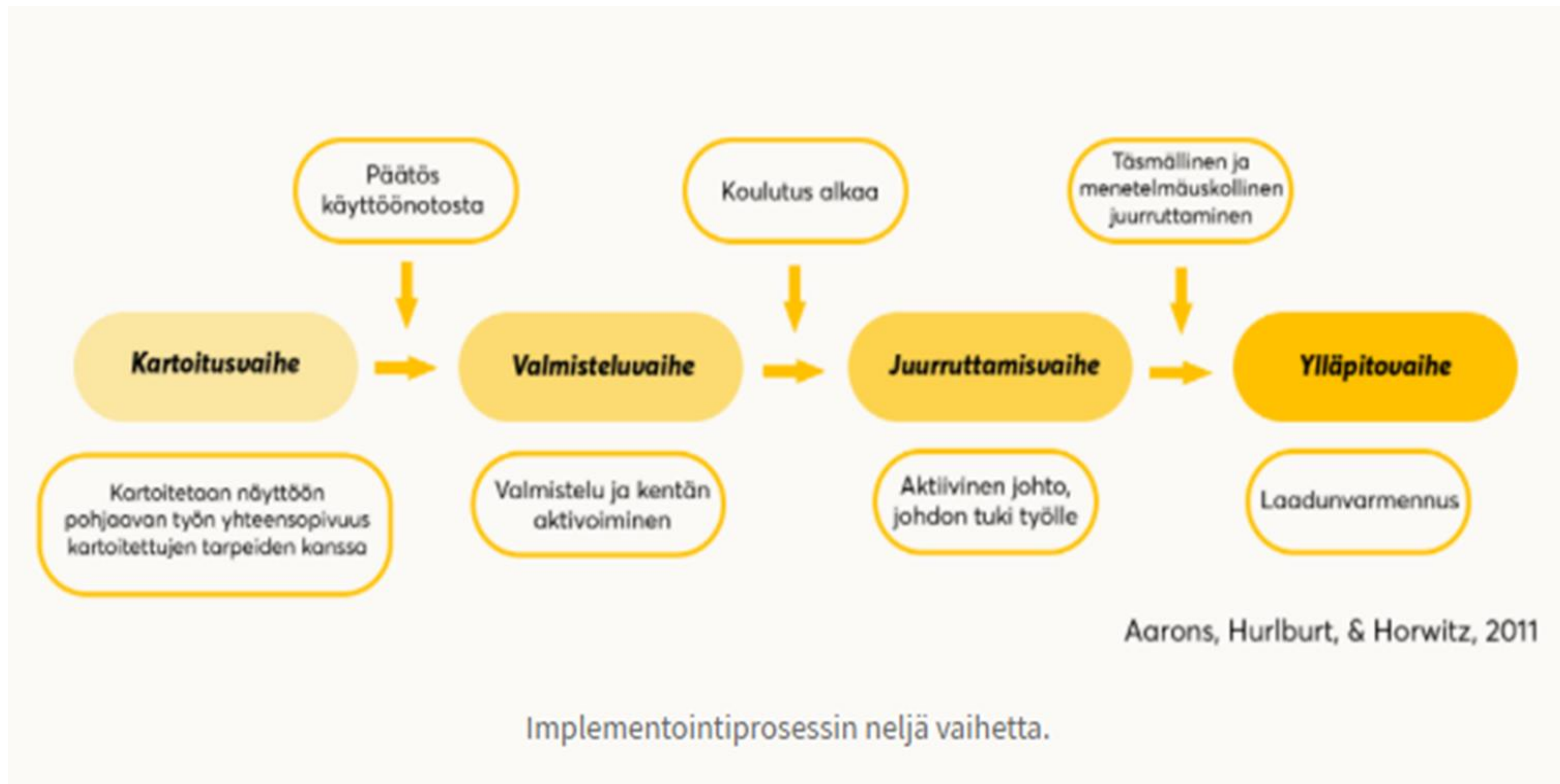 Päätös
käyttöönotosta
Koulutus alkaa
Täsmällinen ja
menetelmäuskollinen
juurruttaminen
Kartoitusvaihe
Valmisteluvaihe
Juurruttamisvaihe
Ylläpitovaihe
Kartoitetaan näyttöön
pohjaavan työn yhteensopivuus
kartoitettujen tarpeiden kanssa
Valmistelu ja kentän
aktivoiminen
Aktiivinen johto,
johdon tuki työlle
Laadunvarmennus
Aarons, Hurlburt, & Horwitz, 2011
Implementointiprosessin neljä vaihetta.